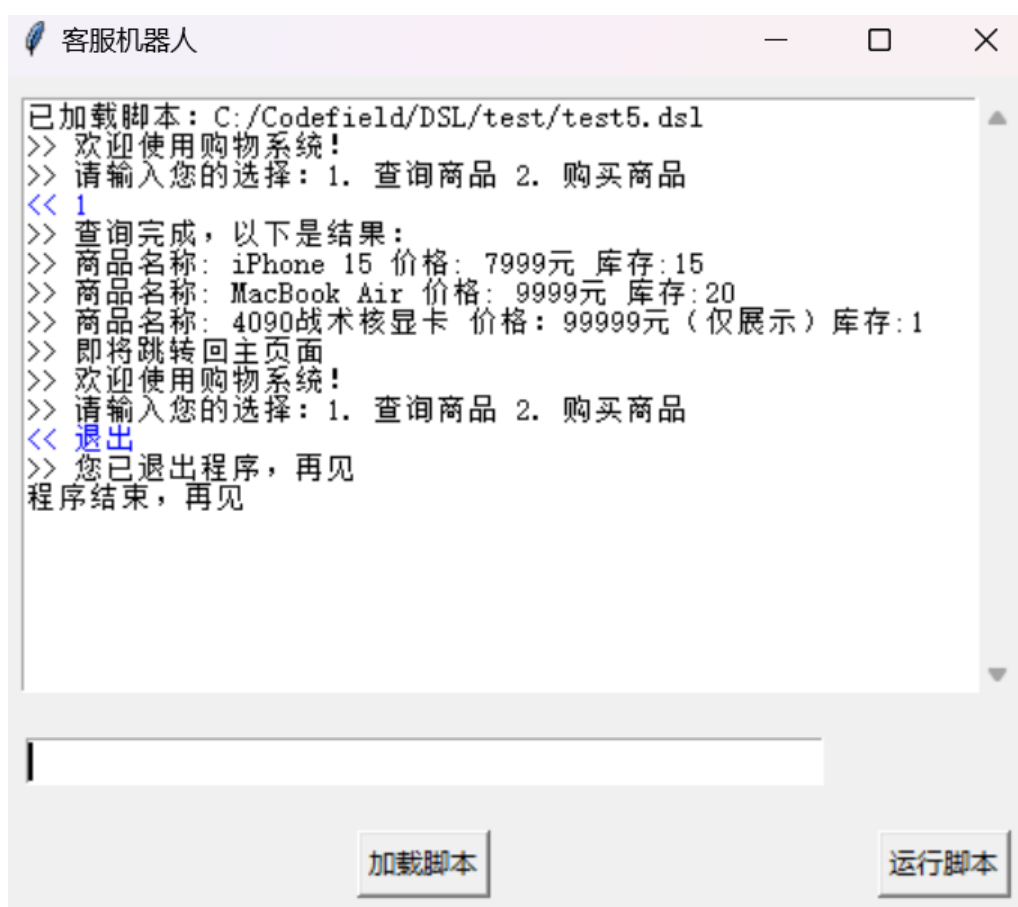 客服机器人
已加载脚本：C:/Codefield/DSL/test/test5.dsl
>> 欢迎使用购物系统!
>> 请输入您的选择：1. 查询商品 2. 购买商品
<< 1
>> 查询完成，以下是结果：
>> 商品名称: iPhone 15 价格: 7999元 库存:15
>> 商品名称: MacBook Air 价格: 9999元 库存:20
>> 商品名称: 4090战术核显卡 价格: 99999元（仅展示）库存:1
>> 即将跳转回主页面
>> 欢迎使用购物系统!
>> 请输入您的选择：1. 查询商品 2. 购买商品
<< 退出
>> 您已退出程序，再见
程序结束，再见
加载脚本
运行脚本